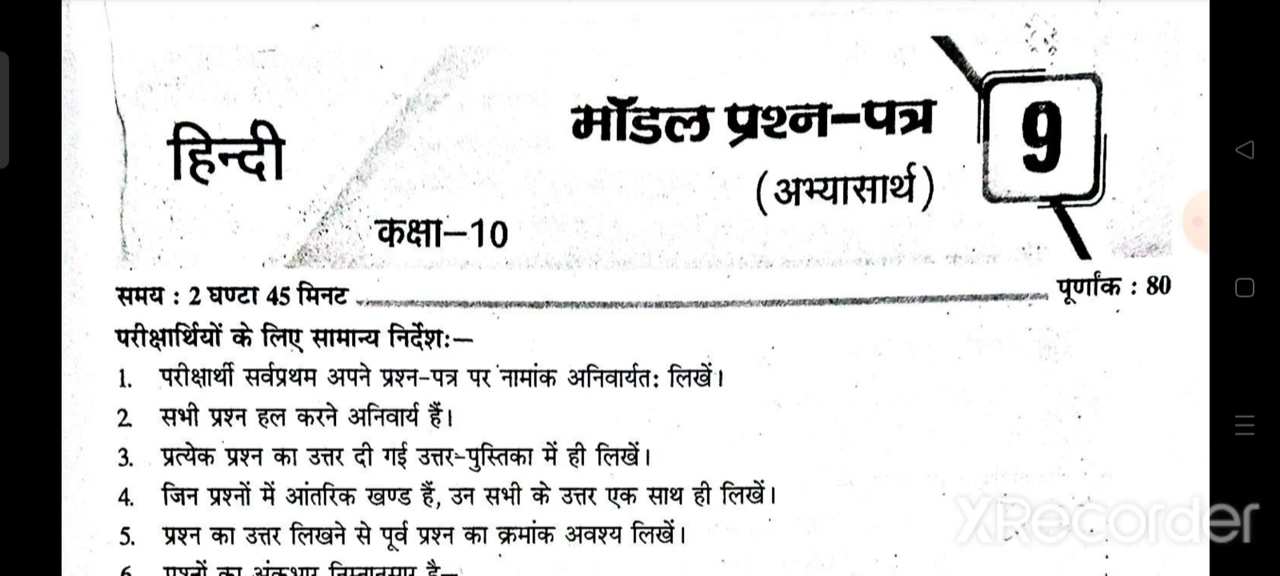 मॉडल प्रश्न-पत्र
9
हिन्दी
(अभ्यासार्थ)
कक्षा-10
समय : 2 घण्टा 45 मिनट
पूर्णांक : 80
परीक्षार्थियों के लिए सामान्य निर्देशः-
1. परीक्षार्थी सर्वप्रथम अपने प्रश्न-पत्र पर नामांक अनिवार्यतः लिखें।
2. सभी प्रश्न हल करने अनिवार्य हैं।
3. प्रत्येक प्रश्न का उत्तर दी गई उत्तर-पुस्तिका में ही लिखें।
4. जिन प्रश्नों में आंतरिक खण्ड हैं, उन सभी के उत्तर एक साथ ही लिखें।
5. प्रश्न का उत्तर लिखने से पूर्व प्रश्न का क्रमांक अवश्य लिखें।
6. प्रश्नों का अंकभार निम्नानुसार है-
XRecorder